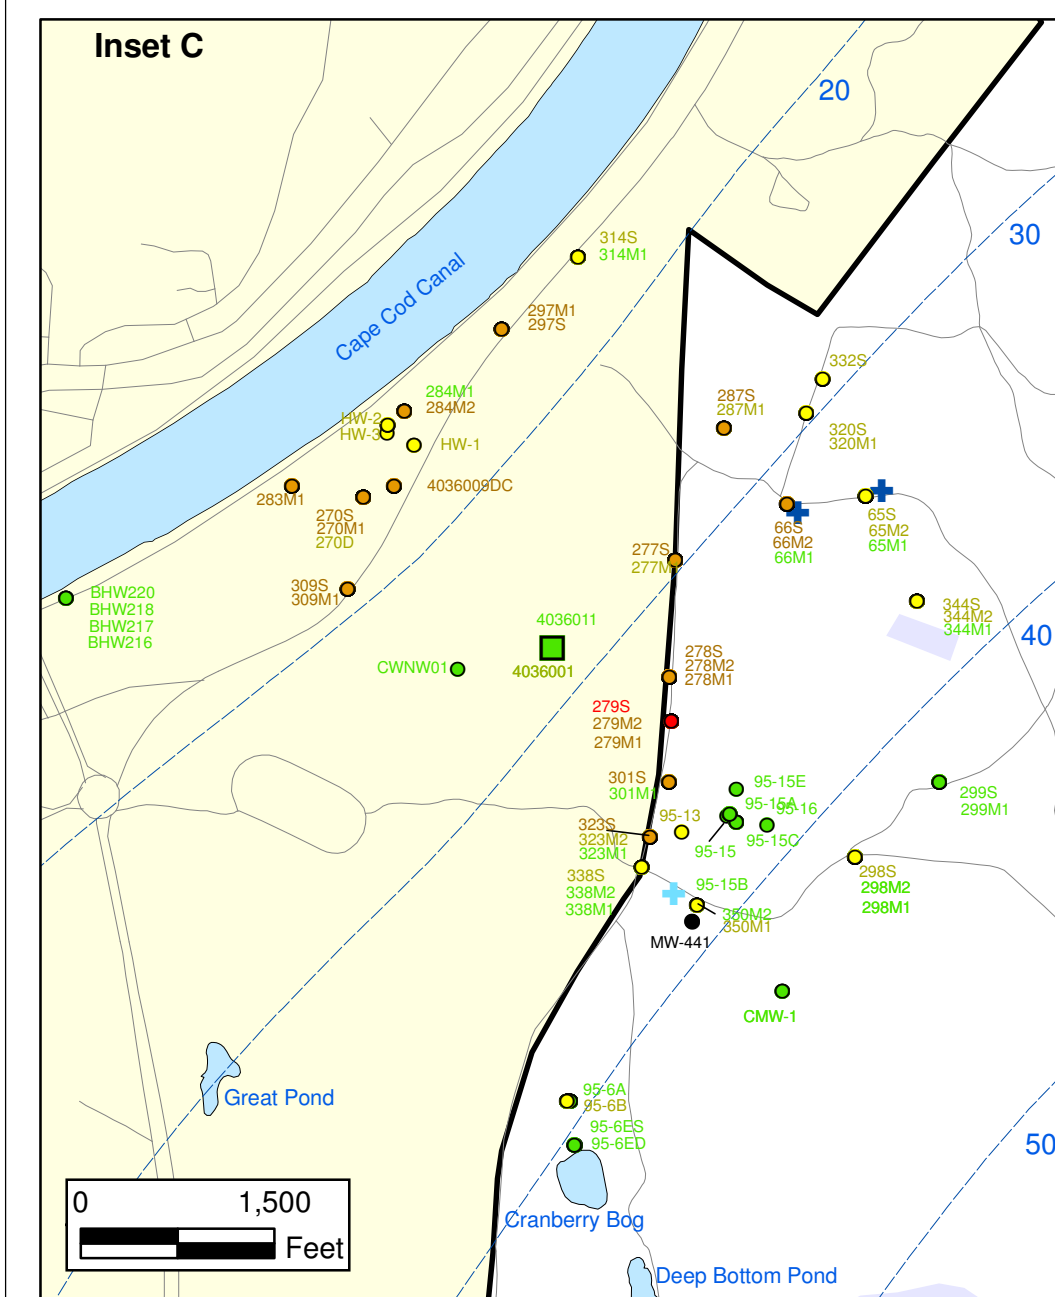 Inset C
20
30
314S
314M1
Cape Cod Canal
297M1
297S
332S
284M1
284M2
287S
287M1
HW-2
HW-3
HW-1
320S
320M1
283M1
4036009DC
270S
270M1
270D
66S
66M2
66M1
65S
65M2
65M1
277S
277M1
309S
309M1
BHW220
BHW218
BHW217
BHW216
344S
344M2
344M1
4036011
4036001
40
CWNW01
278S
278M2
278M1
279S
279M2
279M1
301S
301M1
95-15E
95-15A
95-16
299S
299M1
95-13
323S
323M2
323M1
95-15
95-15C
338S
338M2
338M1
95-15B
298S
298M2
298M1
350M2
350M1
MW-441
CMW-1
Great Pond
95-6A
95-6B
95-6ES
95-6ED
50
0 1,500
Feet
Cranberry Bog
Deep Bottom Pond